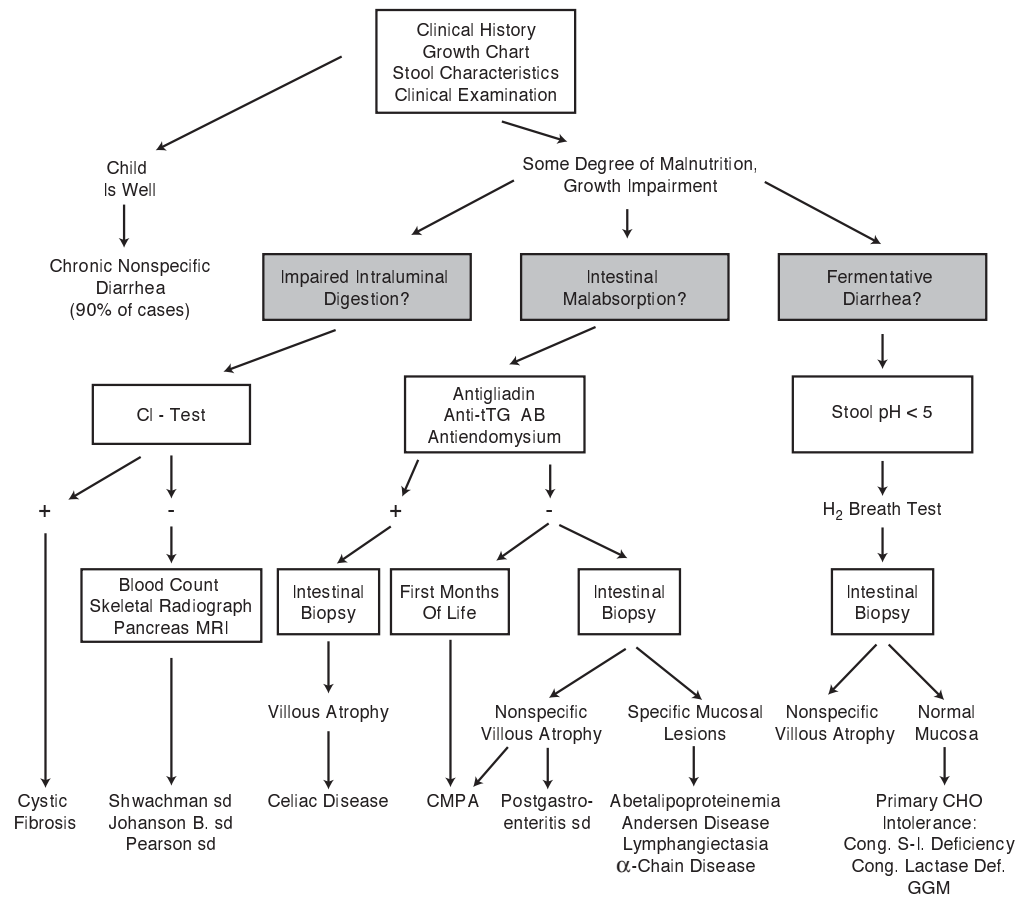 Clinical History
Growth Chart
Stool Characteristics
Clinical Examination
Child
Is Well
Some Degree of Malnutrition,
Growth Impairment
Chronic Nonspecific
Diarrhea
(90% of cases)
Impaired Intraluminal
Digestion?
Intestinal
Malabsorption?
Fermentative
Diarrhea?
Cl - Test
Antigliadin
Anti-tTG AB
Antiendomysium
Stool pH < 5
+
-
+
-
H2 Breath Test
Blood Count
Skeletal Radiograph
Pancreas MRI
Intestinal
Biopsy
First Months
Of Life
Intestinal
Biopsy
Intestinal
Biopsy
Villous Atrophy
Nonspecific
Villous Atrophy
Specific Mucosal
Lesions
Nonspecific
Villous Atrophy
Normal
Mucosa
Cystic
Fibrosis
Shwachman sd
Johanson B. sd
Pearson sd
Celiac Disease
CMPA
Postgastro-
enteritis sd
Abetalipoproteinemia
Andersen Disease
Lymphangiectasia
α-Chain Disease
Primary CHO
Intolerance:
Cong. S-I. Deficiency
Cong. Lactase Def.
GGM